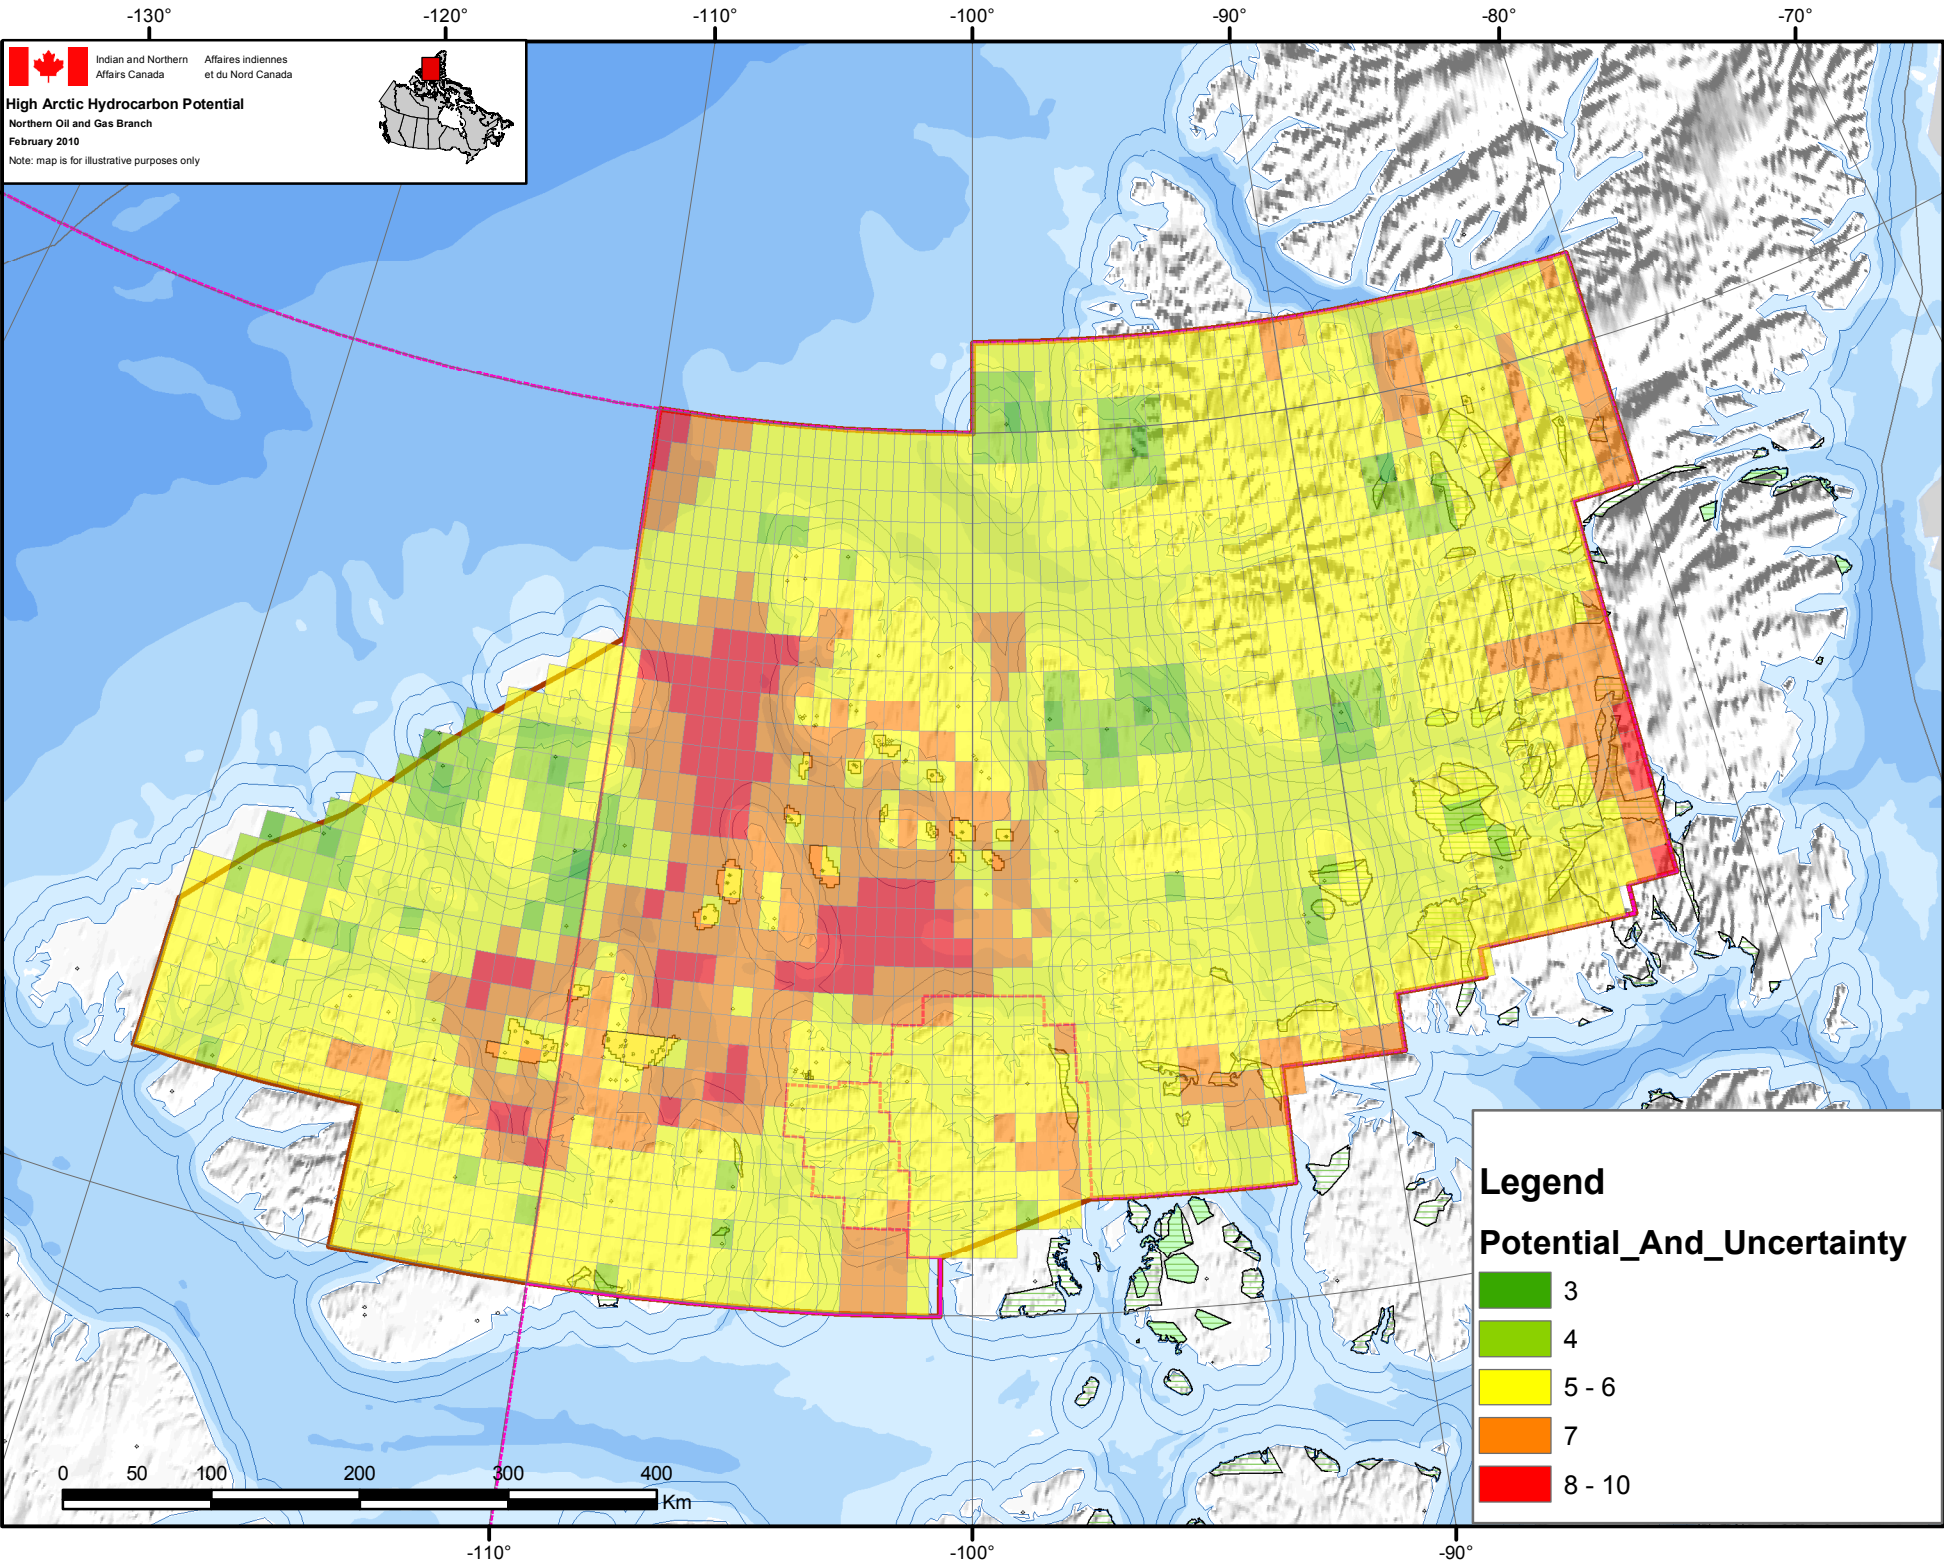 -130° -120° -110° -100° -90° -80° -70°
Indian and Northern Affaires indiennes
Affairs Canada et du Nord Canada
High Arctic Hydrocarbon Potential
Northern Oil and Gas Branch
February 2010
Note: map is for illustrative purposes only
Legend
Potential_And_Uncertainty
3
4
5 - 6
7
8 - 10
0 50 100 200 300 400
Km
-110° -100° -90°